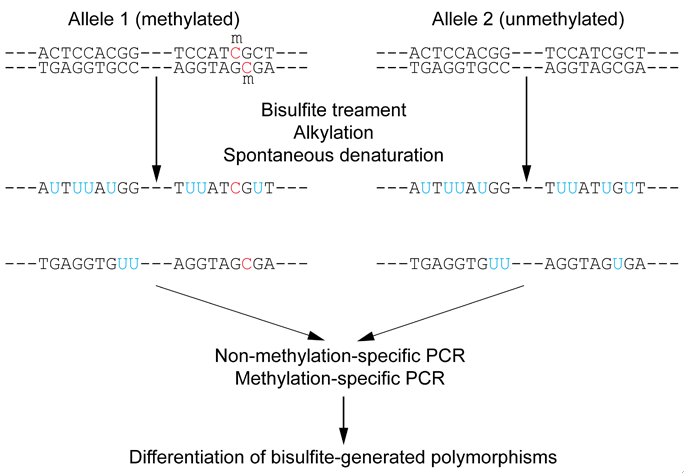 Allele 1 (methylated) Allele 2 (unmethylated)
m
---ACTCCACGG---TCCATCGCT--- ---ACTCCACGG---TCCATCGCT---
---TGAGGTGCC---AGGTAGCGA--- ---TGAGGTGCC---AGGTAGCGA---
m
Bisulfite treament
Alkylation
Spontaneous denaturation
---AUTUUAUGG---TUUATCGUT--- ---AUTUUAUGG---TUUATUGUT---
---TGAGGTGUU---AGGTAGCGA--- ---TGAGGTGUU---AGGTAGUGA---
Non-methylation-specific PCR
Methylation-specific PCR
Differentiation of bisulfite-generated polymorphisms